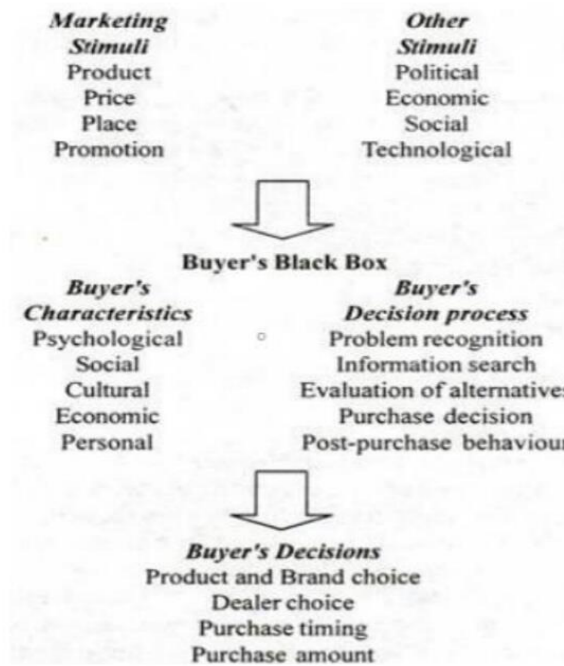 Marketing
Stimuli
Product
Price
Place
Promotion
Other
Stimuli
Political
Economic
Social
Technological
Buyer's Black Box
Buyer's
Characteristics
Psychological
Social
Cultural
Economic
Personal
Buyer's
Decision process
Problem recognition
Information search
Evaluation of alternatives
Purchase decision
Post-purchase behaviour
Buyer's Decisions
Product and Brand choice
Dealer choice
Purchase timing
Purchase amount